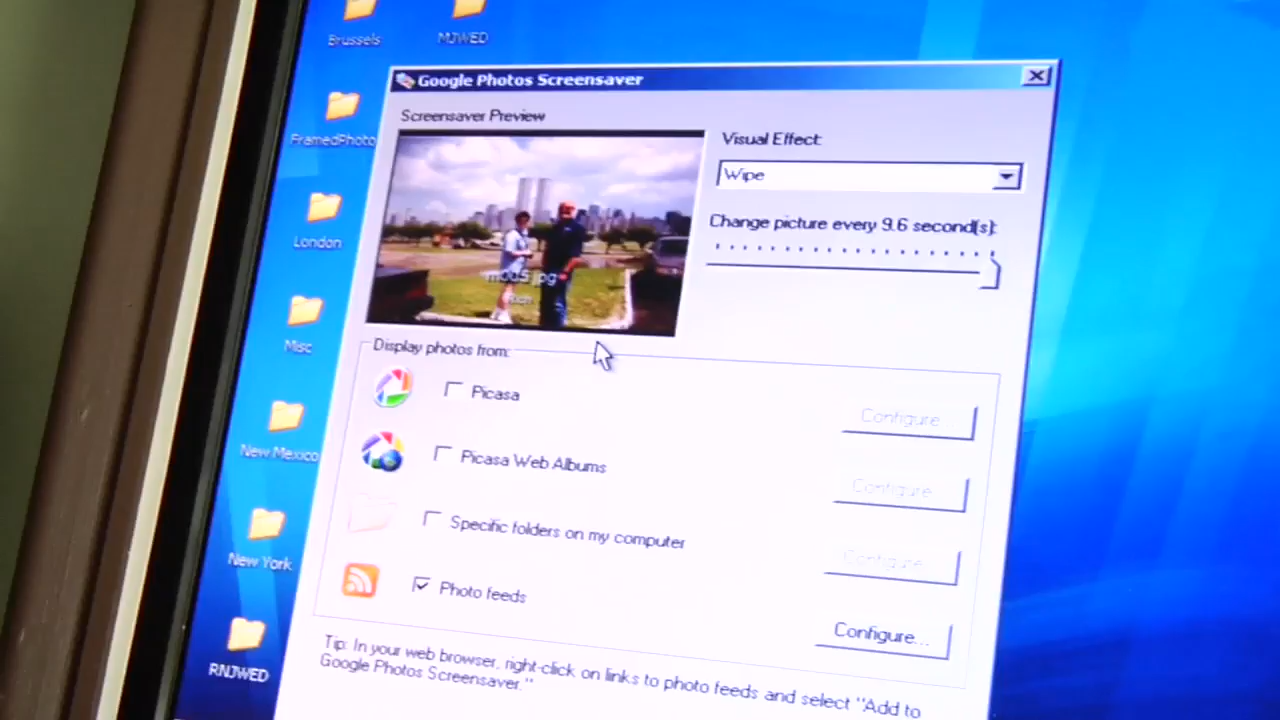 Brussels
MJWED
FramedPhoto
London
Misc
New Mexico
New York
RNJWED
Google Photos Screensaver
Screensaver Preview
Rich
Visual Effect:
Wipe
Change picture every 9.6 second(s):
Display photos from:
Picasa
Configure
Picasa Web Albums
Configure
Specific folders on my computer
Configure
Photo feeds
Configure...
Tip: In your web browser, right-click on links to photo feeds and select "Add to
Google Photos Screensaver."